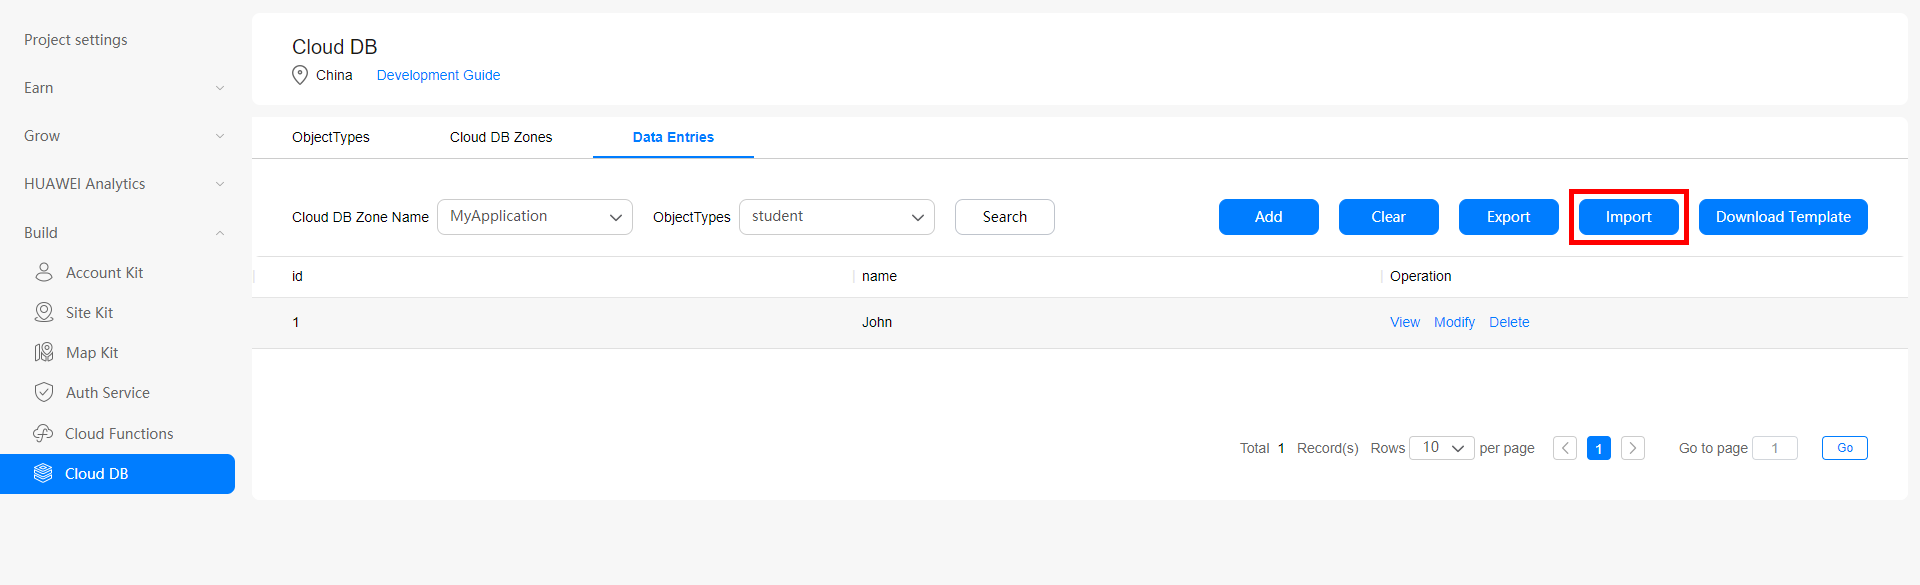 Project settings
Earn
Grow
HUAWEI Analytics
Build
Account Kit
Site Kit
Map Kit
Auth Service
Cloud Functions
Cloud DB
Cloud DB
China Development Guide
ObjectTypes Cloud DB Zones Data Entries
Cloud DB Zone Name MyApplication ObjectTypes student Search Add Clear Export Import Download Template
id name Operation
1 John View Modify Delete
Total 1 Record(s) Rows 10 per page 1 Go to page 1 Go